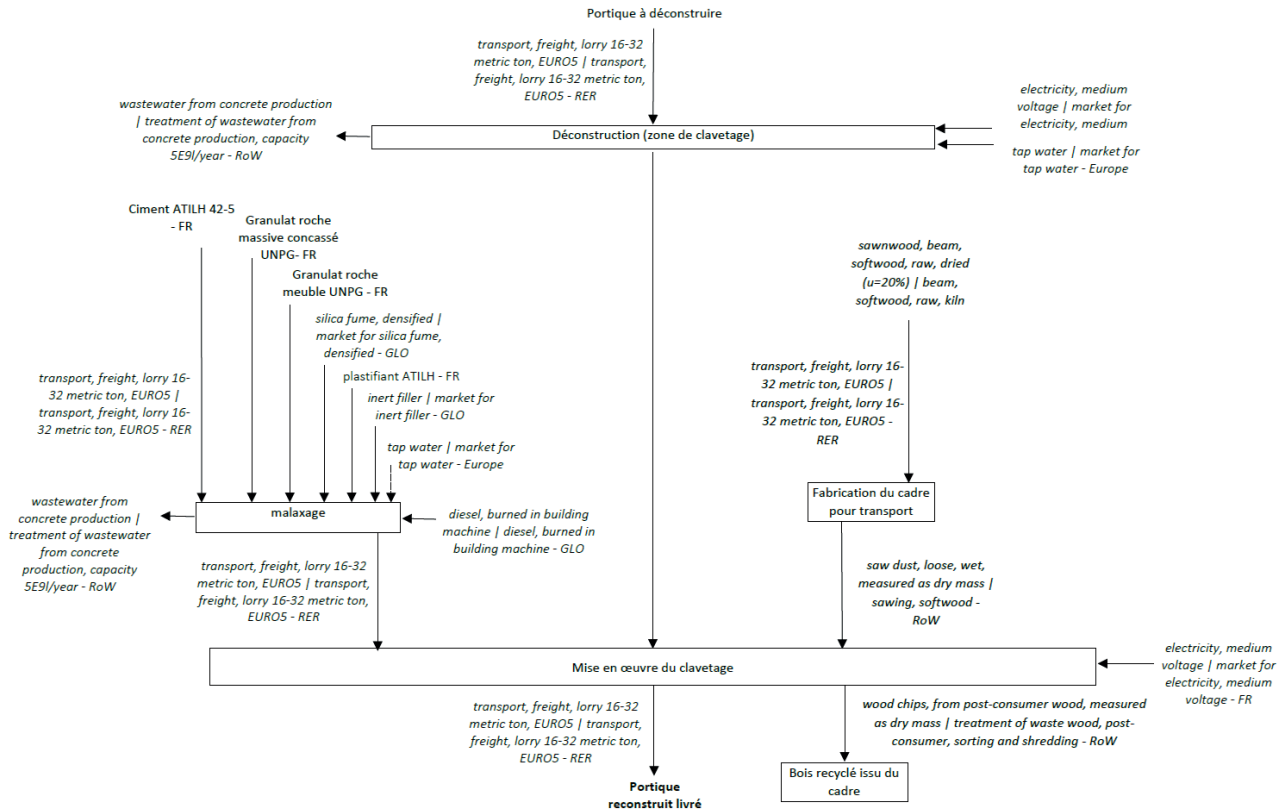 Portique à déconstruire
transport, freight, lorry 16-32
metric ton, EURO5 | transport,
freight, lorry 16-32 metric ton,
EURO5 - RER
wastewater from concrete production
| treatment of wastewater from
concrete production, capacity
5E9l/year - RoW
Déconstruction (zone de clavetage)
electricity, medium
voltage | market for
electricity, medium
tap water | market for
tap water - Europe
Ciment ATILH 42-5
- FR
Granulat roche
massive concassé
UNPG- FR
Granulat roche
meuble UNPG - FR
silica fume, densified |
market for silica fume,
densified - GLO
plastifiant ATILH - FR
inert filler | market for
inert filler - GLO
tap water | market for
tap water - Europe
transport, freight, lorry 16-
32 metric ton, EURO5 |
transport, freight, lorry 16-
32 metric ton, EURO5 - RER
sawnwood, beam,
softwood, raw, dried
(u=20%) | beam,
softwood, raw, kiln
transport, freight, lorry 16-
32 metric ton, EURO5 |
transport, freight, lorry 16-
32 metric ton, EURO5 -
RER
wastewater from
concrete production |
treatment of wastewater
from concrete
production, capacity
5E9l/year - RoW
malaxage
diesel, burned in building
machine | diesel, burned in
building machine - GLO
Fabrication du cadre
pour transport
transport, freight, lorry 16-32
metric ton, EURO5 | transport,
freight, lorry 16-32 metric ton,
EURO5 - RER
saw dust, loose, wet,
measured as dry mass |
sawing, softwood -
RoW
Mise en œuvre du clavetage
electricity, medium
voltage | market for
electricity, medium
voltage - FR
transport, freight, lorry 16-32
metric ton, EURO5 | transport,
freight, lorry 16-32 metric ton,
EURO5 - RER
wood chips, from post-consumer wood, measured
as dry mass | treatment of waste wood, post-
consumer, sorting and shredding - RoW
Portique
reconstruit livré
Bois recyclé issu du
cadre